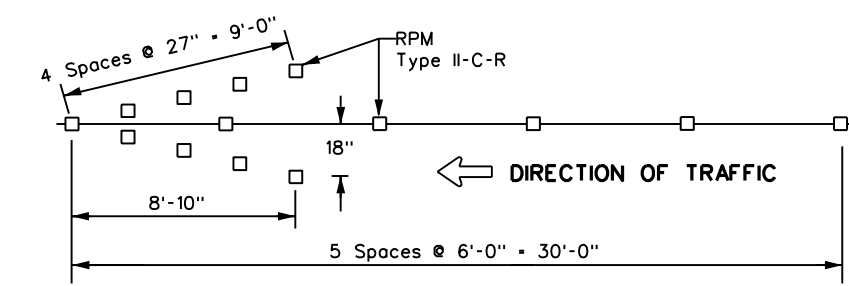 4 Spaces @ 27" = 9'-0"
RPM
Type II-C-R
18"
DIRECTION OF TRAFFIC
8'-10"
5 Spaces @ 6'-0" = 30'-0"